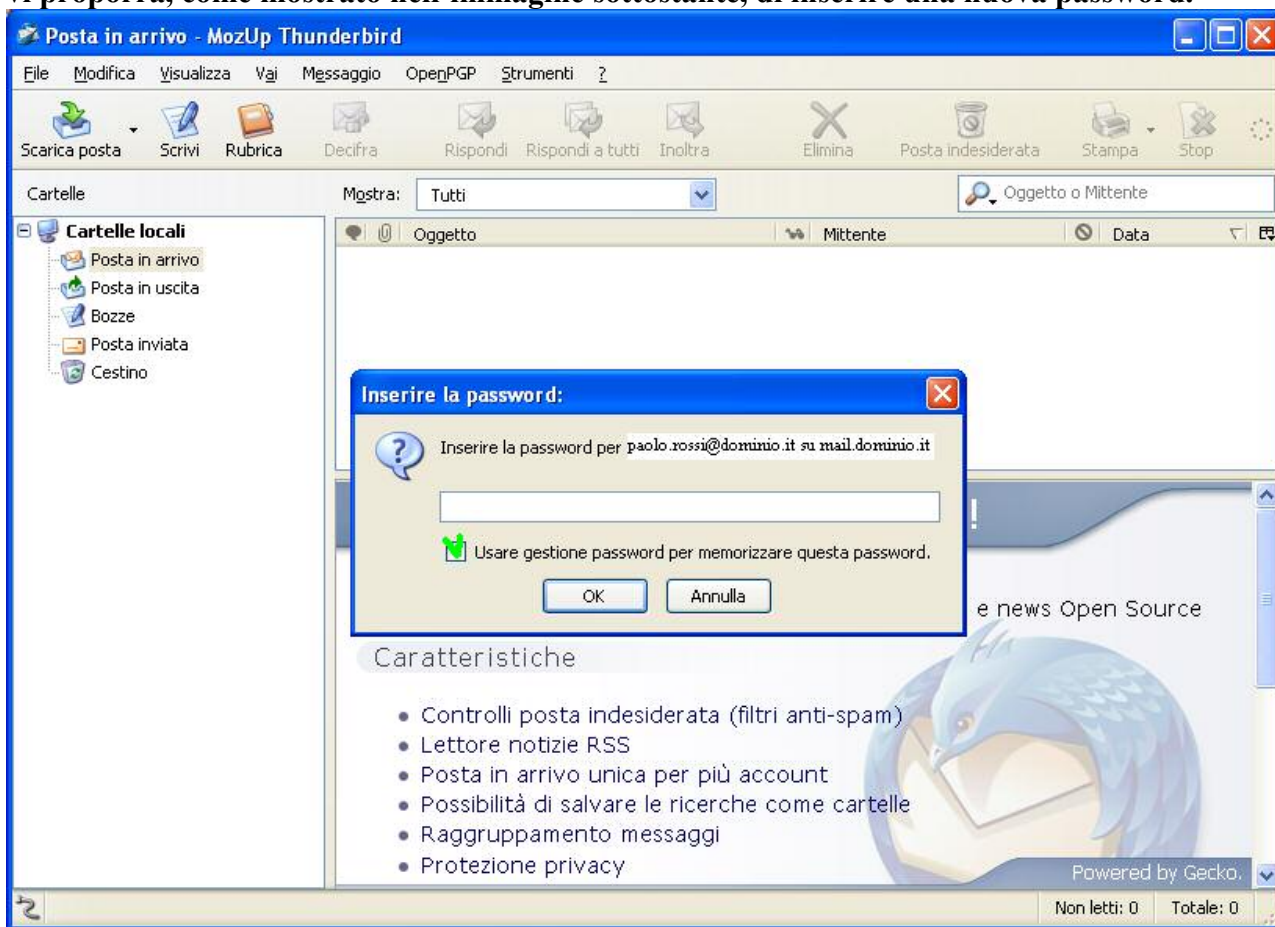 vi proporrà, come mostrato nell'immagine sottostante, di inserire una nuova password.
Posta in arrivo - MozUp Thunderbird
File Modifica Visualizza Vai Messaggio OpenPGP Strumenti ?
Scarica posta Scrivi Rubrica Decifra Rispondi Rispondi a tutti Inoltra Elimina Posta indesiderata Stampa Stop
Cartelle Mostra: Tutti Oggetto o Mittente
Cartelle locali Oggetto Mittente Data
Posta in arrivo
Posta in uscita
Bozze
Posta inviata
Cestino
Inserire la password:
Inserire la password per paolo.rossi@dominio.it su mail.dominio.it
!
Usare gestione password per memorizzare questa password.
OK Annulla
e news Open Source
Caratteristiche
Controlli posta indesiderata (filtri anti-spam)
Lettore notizie RSS
Posta in arrivo unica per più account
Possibilità di salvare le ricerche come cartelle
Raggruppamento messaggi
Protezione privacy
Powered by Gecko.
Non letti: 0 Totale: 0